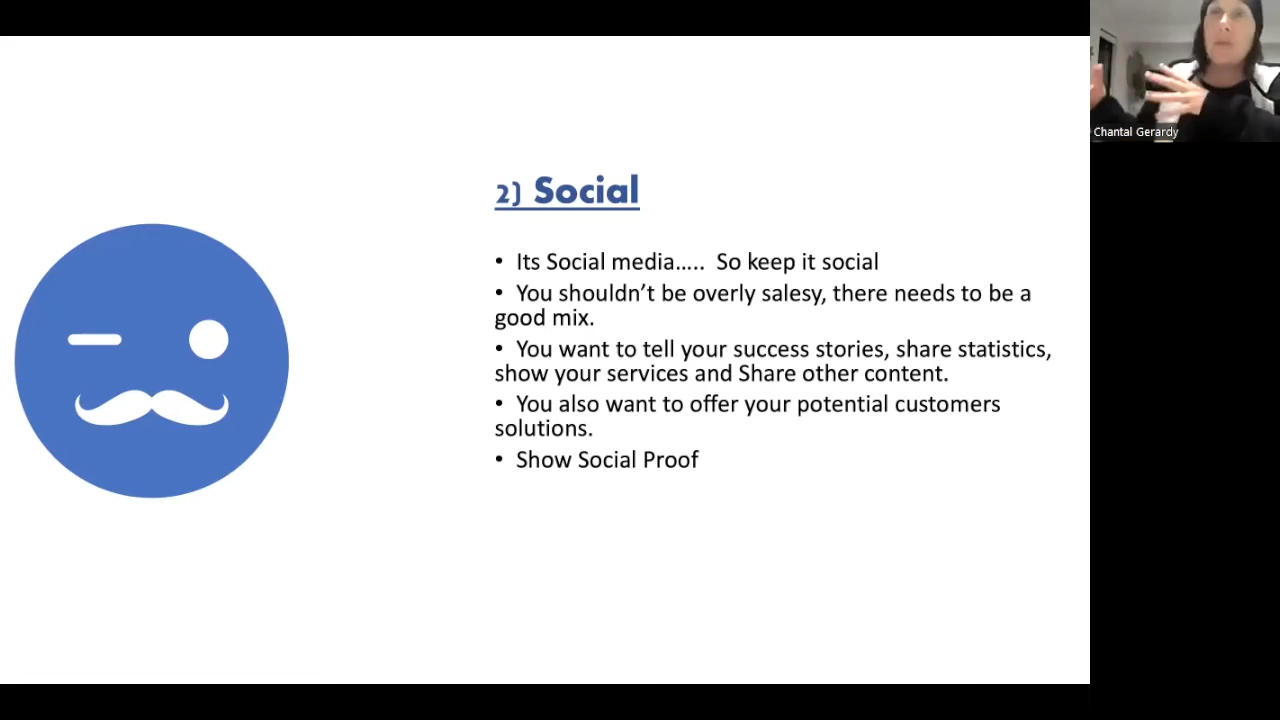 Chantal Gerardy
2) Social
• Its Social media….. So keep it social
• You shouldn’t be overly salesy, there needs to be a
good mix.
• You want to tell your success stories, share statistics,
show your services and Share other content.
• You also want to offer your potential customers
solutions.
• Show Social Proof